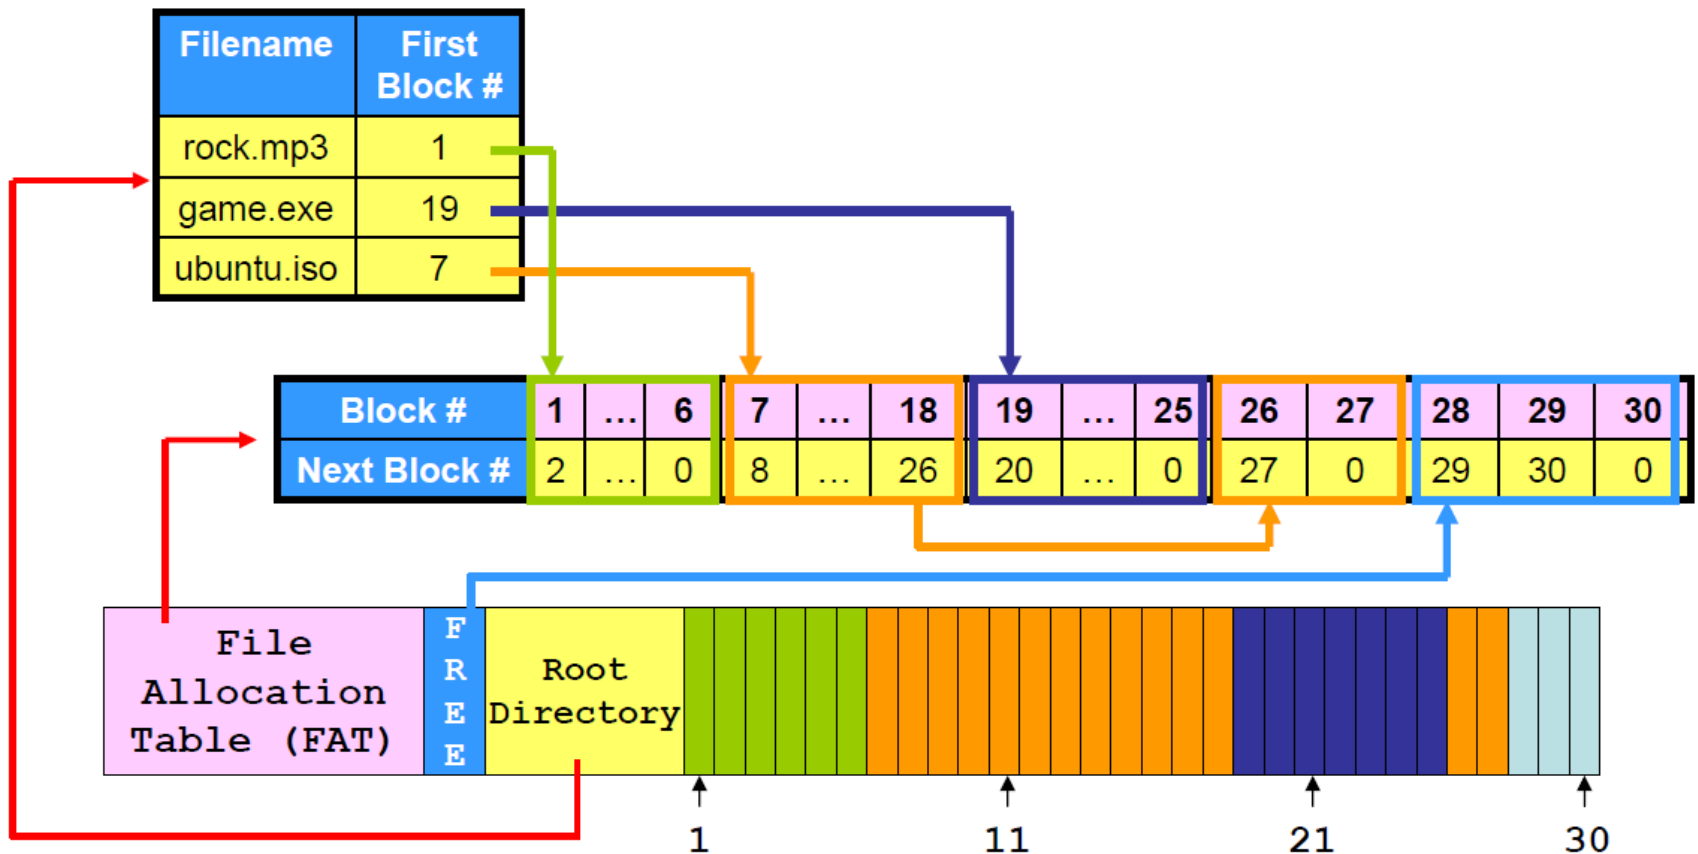 Filename First Block #
rock.mp3 1
game.exe 19
ubuntu.iso 7
Block # 1 ... 6 7 ... 18 19 ... 25 26 27 28 29 30
Next Block # 2 ... 0 8 ... 26 20 ... 0 27 0 29 30 0
File
Allocation
Table (FAT)
F
R
E
E
Root
Directory
1 11 21 30